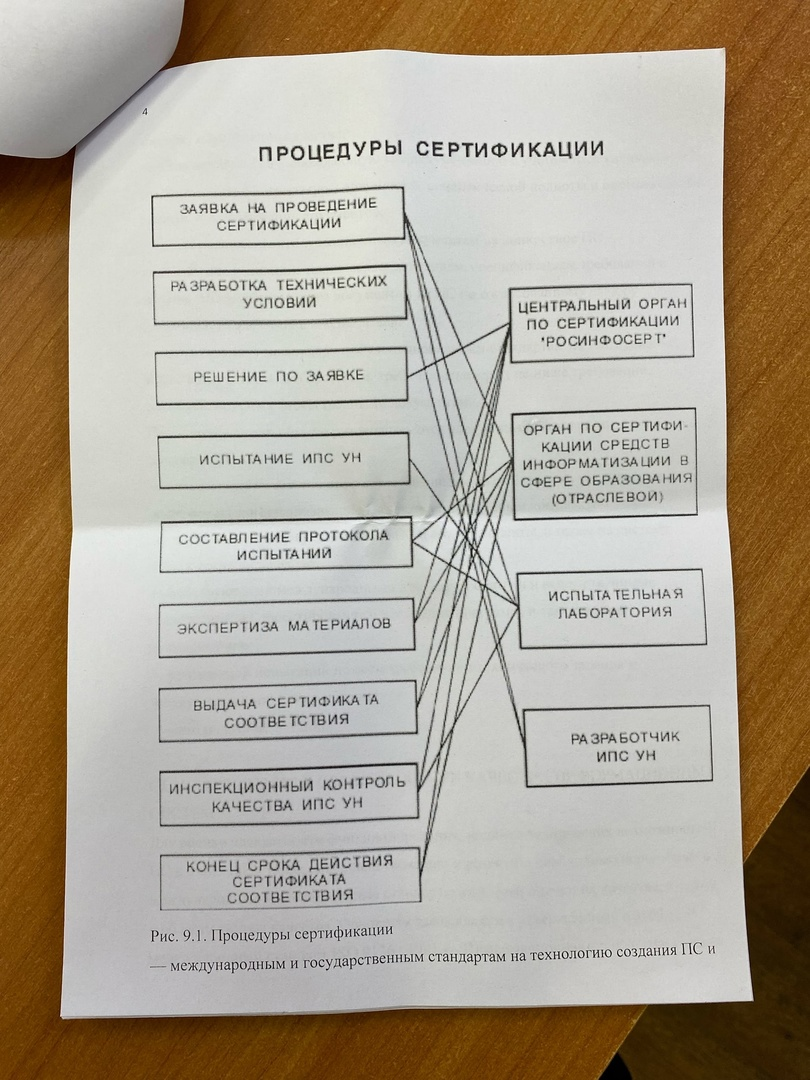 4
ПРОЦЕДУРЫ СЕРТИФИКАЦИИ
ЗАЯВКА НА ПРОВЕДЕНИЕ
СЕРТИФИКАЦИИ
РАЗРАБОТКА ТЕХНИЧЕСКИХ
УСЛОВИЙ
РЕШЕНИЕ ПО ЗАЯВКЕ
ИСПЫТАНИЕ ИПС УН
СОСТАВЛЕНИЕ ПРОТОКОЛА
ИСПЫТАНИЙ
ЭКСПЕРТИЗА МАТЕРИАЛОВ
ВЫДАЧА СЕРТИФИКАТА
СООТВЕТСТВИЯ
ИНСПЕКЦИОННЫЙ КОНТРОЛЬ
КАЧЕСТВА ИПС УН
КОНЕЦ СРОКА ДЕЙСТВИЯ
СЕРТИФИКАТА
СООТВЕТСТВИЯ
ЦЕНТРАЛЬНЫЙ ОРГАН
ПО СЕРТИФИКАЦИИ
"РОСИНФОСЕРТ"
ОРГАН ПО СЕРТИФИ-
КАЦИИ СРЕДСТВ
ИНФОРМАТИЗАЦИИ В
СФЕРЕ ОБРАЗОВАНИЯ
(ОТРАСЛЕВОЙ)
ИСПЫТАТЕЛЬНАЯ
ЛАБОРАТОРИЯ
РАЗРАБОТЧИК
ИПС УН
Рис. 9.1. Процедуры сертификации
— международным и государственным стандартам на технологию создания ПС и